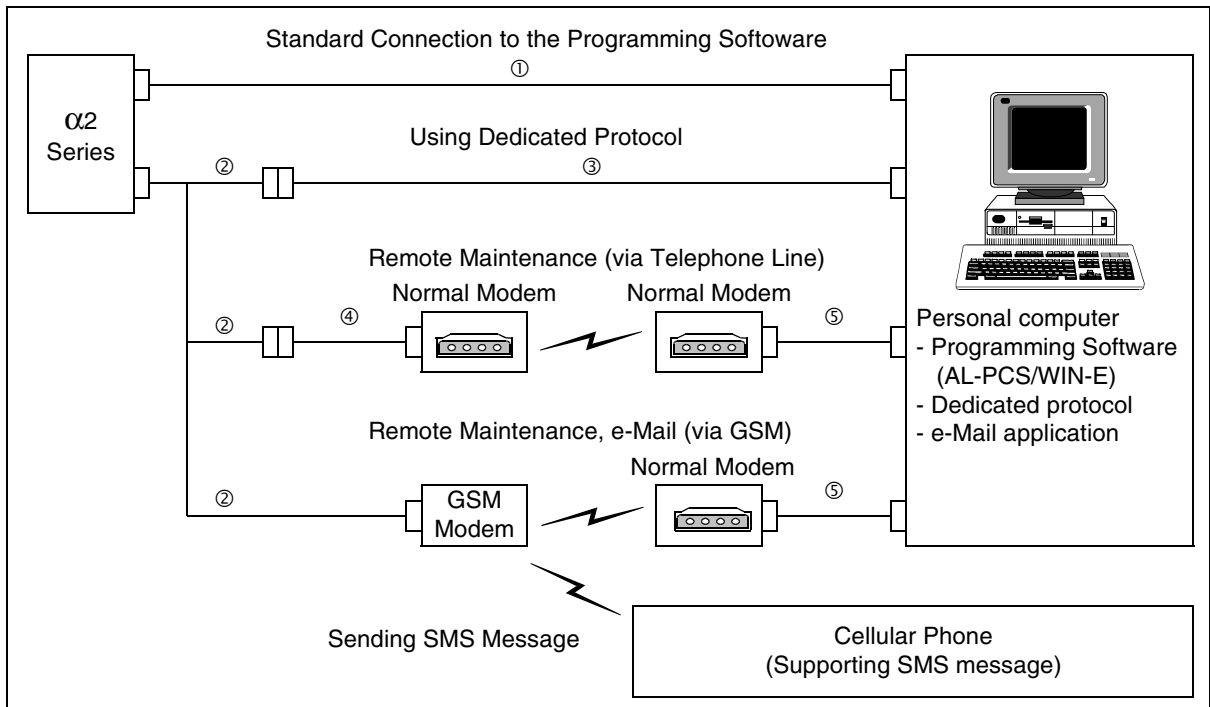 Standard Connection to the Programming Softoware
①
α2
Series
Using Dedicated Protocol
②
③
Remote Maintenance (via Telephone Line)
Normal Modem
Normal Modem
②
④
⑤
Personal computer
- Programming Software
(AL-PCS/WIN-E)
- Dedicated protocol
- e-Mail application
Remote Maintenance, e-Mail (via GSM)
Normal Modem
②
GSM
Modem
⑤
Sending SMS Message
Cellular Phone
(Supporting SMS message)